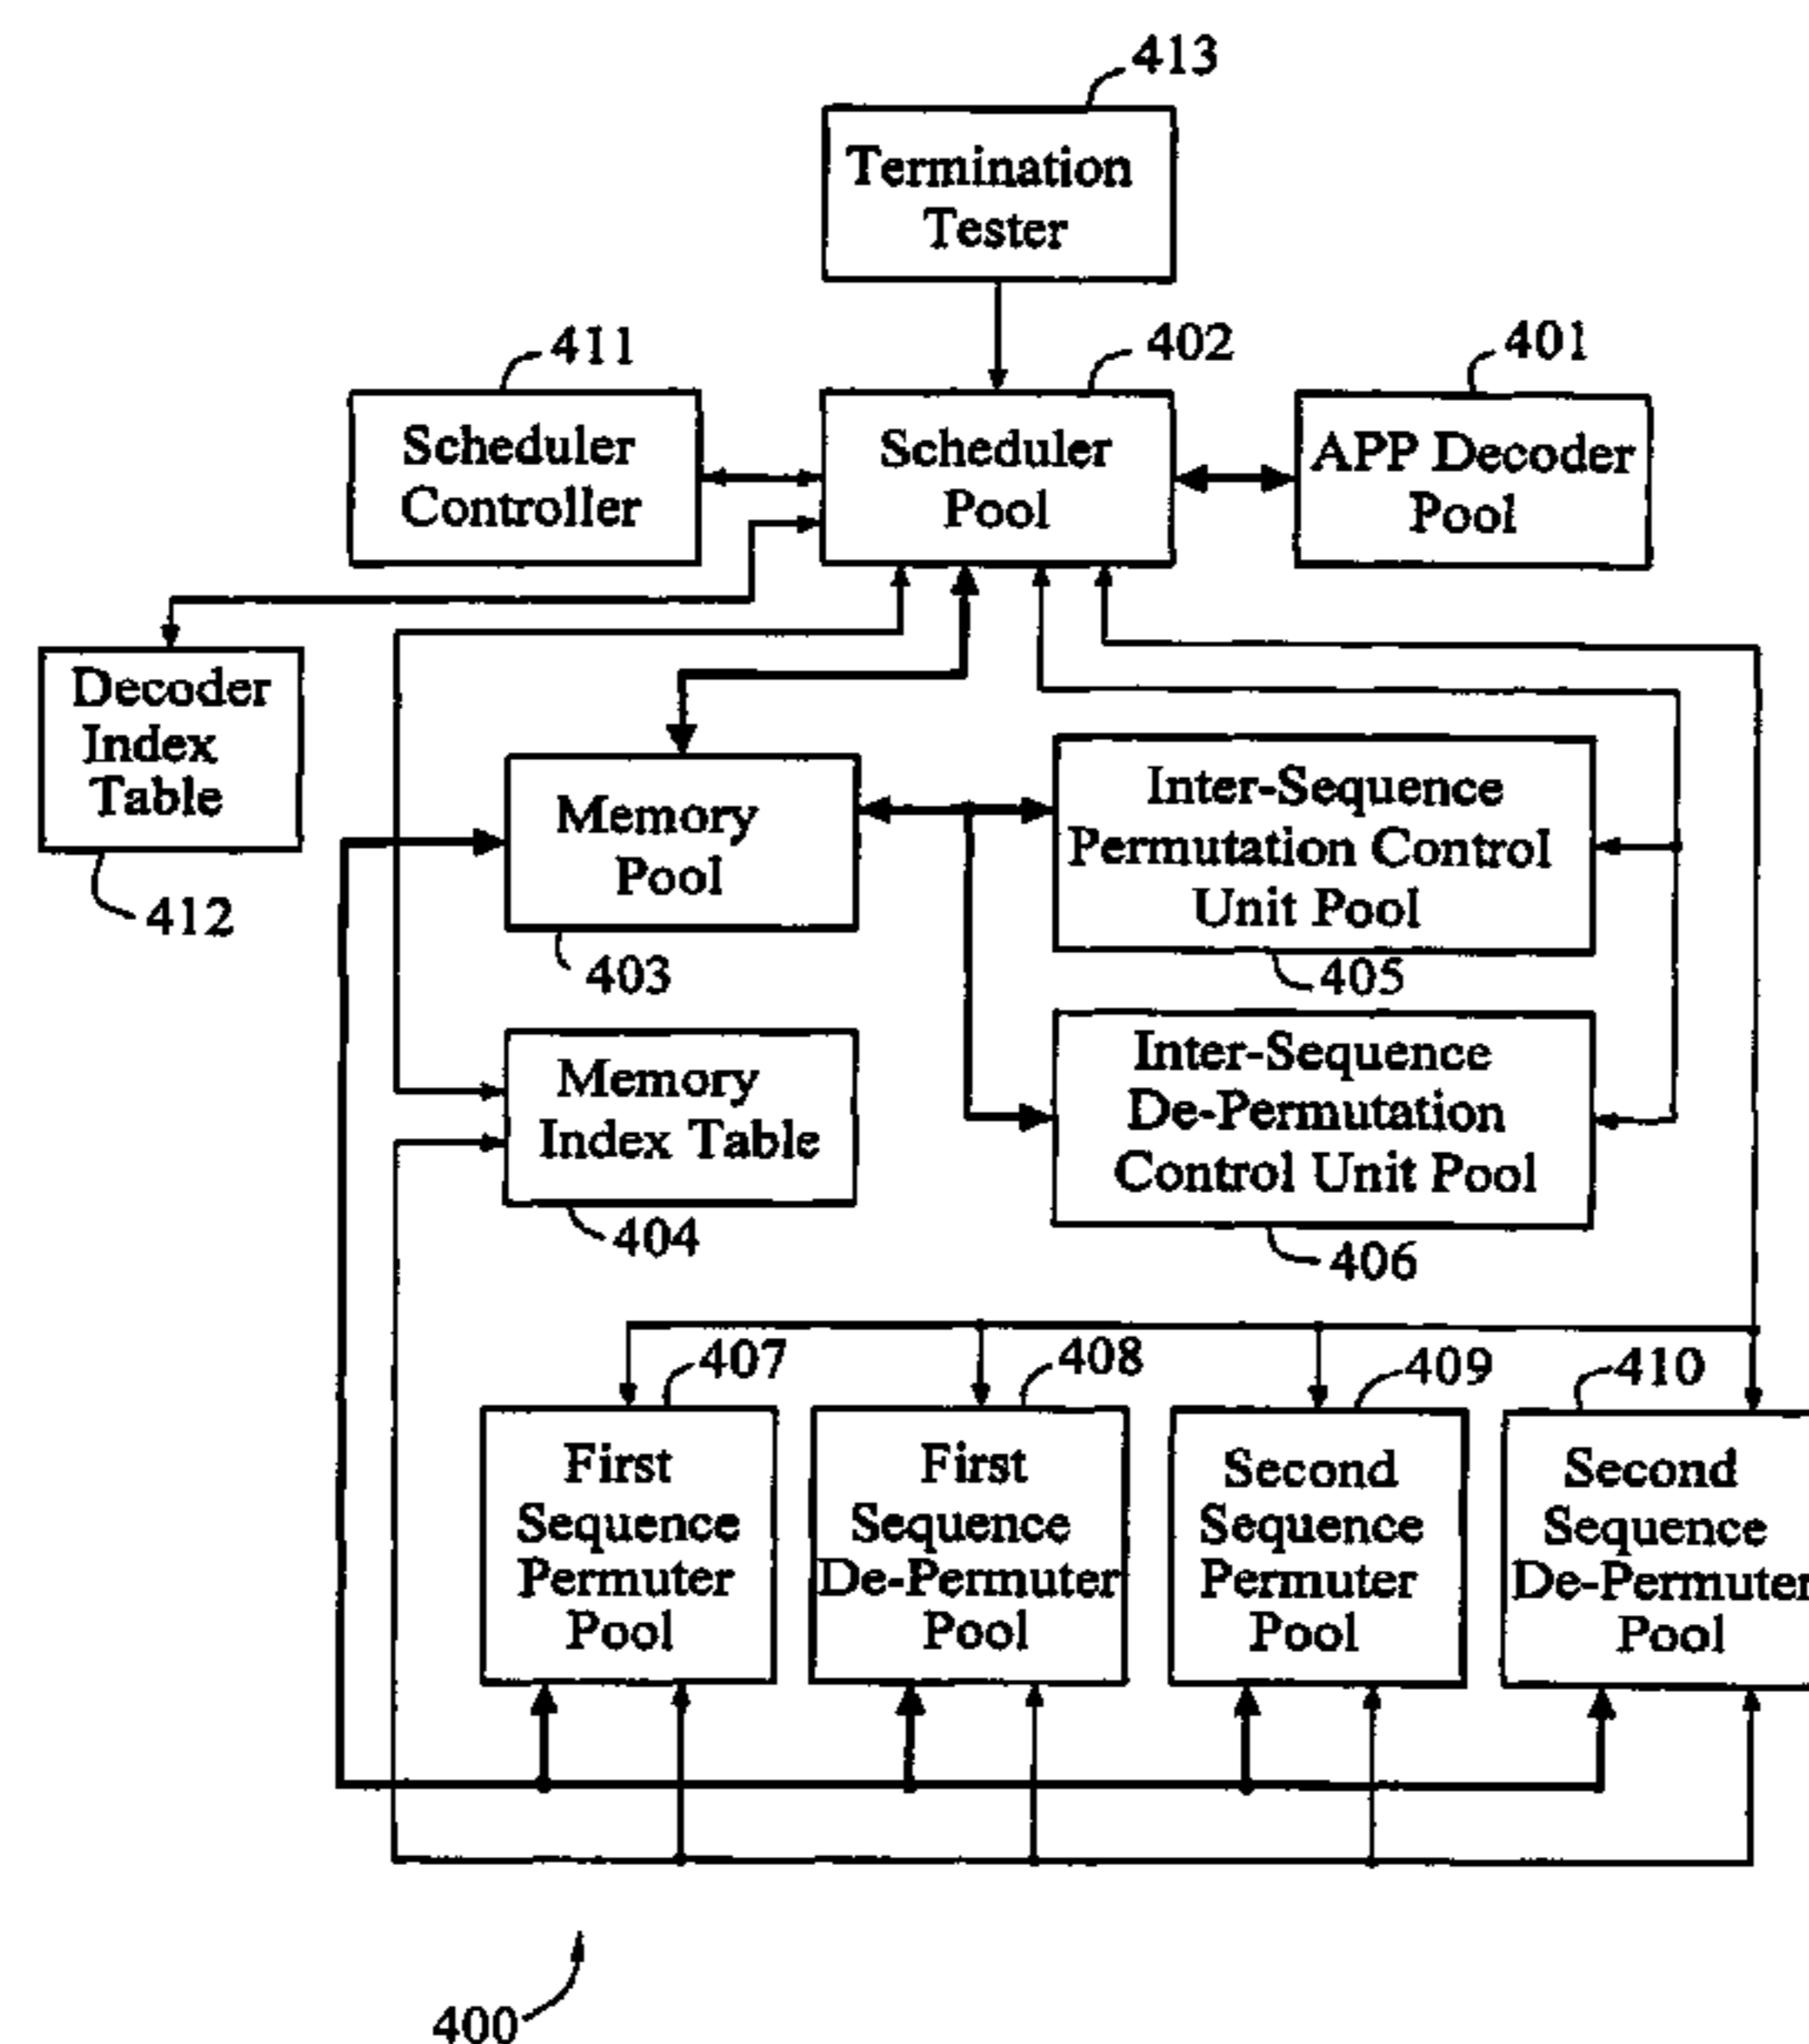 413
Termination
Tester
411
402
401
Scheduler
Controller
Scheduler
Pool
APP Decoder
Pool
Decoder
Index
Table
412
Memory
Pool
403
Inter-Sequence
Permutation Control
Unit Pool
405
Memory
Index Table
404
Inter-Sequence
De-Permutation
Control Unit Pool
406
407
408
409
410
First
Sequence
Permuter
Pool
First
Sequence
De-Permuter
Pool
Second
Sequence
Permuter
Pool
Second
Sequence
De-Permuter
Pool
400